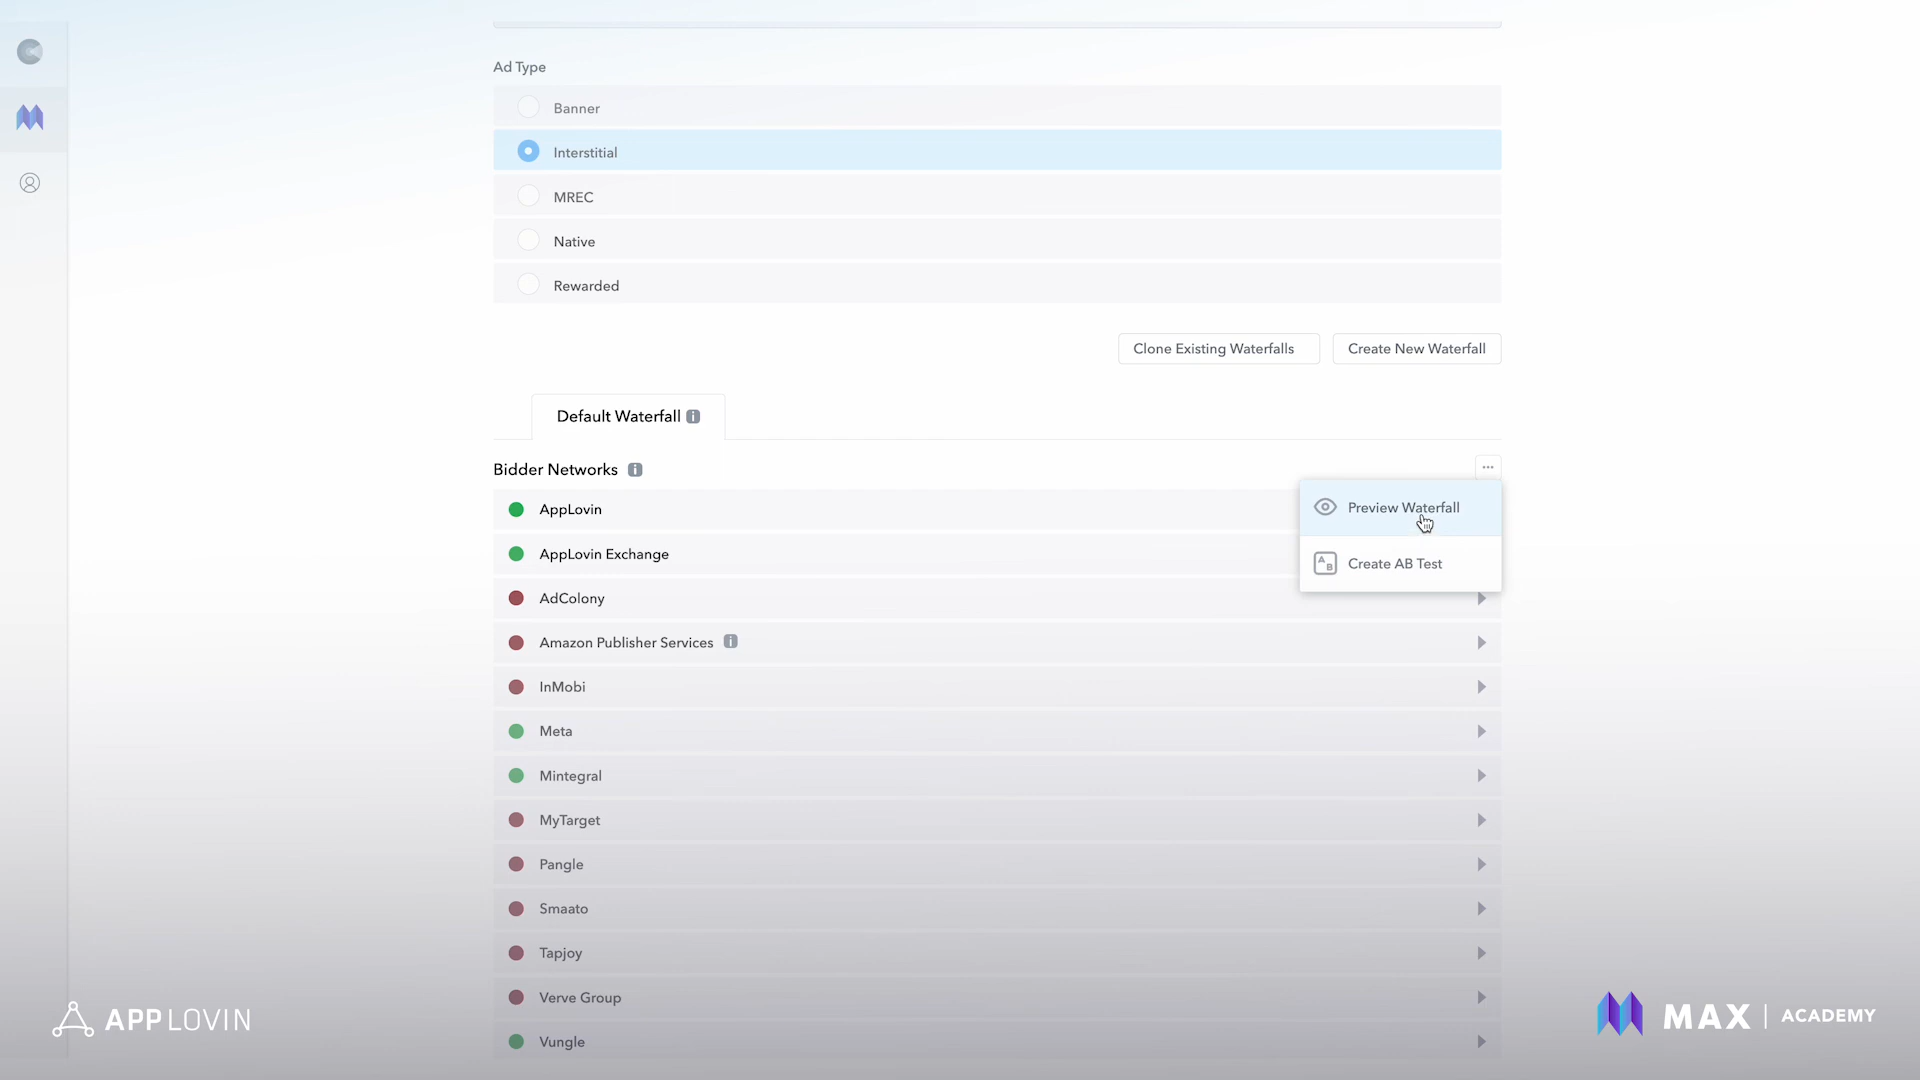 Ad Type
Banner
Interstitial
MREC
Native
Rewarded
Clone Existing Waterfalls
Create New Waterfall
Default Waterfall
Bidder Networks
AppLovin
Preview Waterfall
AppLovin Exchange
Create AB Test
AdColony
Amazon Publisher Services
InMobi
Meta
Mintegral
MyTarget
Pangle
Smaato
Tapjoy
Verve Group
Vungle
APPLOVIN
MAX | ACADEMY